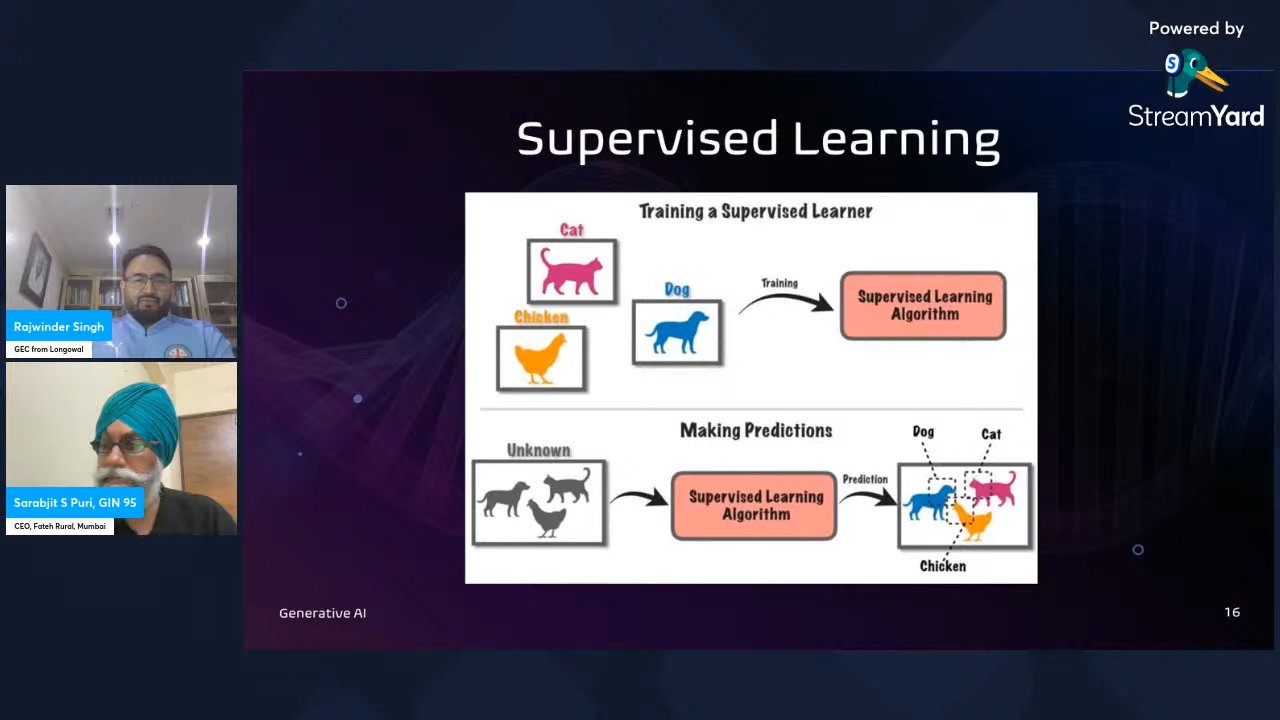 Powered by
S
StreamYard
Supervised Learning
Training a Supervised Learner
Cat
Dog
Chicken
Training
Supervised Learning
Algorithm
Making Predictions
Unknown
Supervised Learning
Algorithm
Prediction
Dog
Cat
Chicken
Generative AI
16
Rajwinder Singh
GEC from Longowal
Sarabjit S Puri, GIN 95
CEO, Fateh Rural, Mumbai